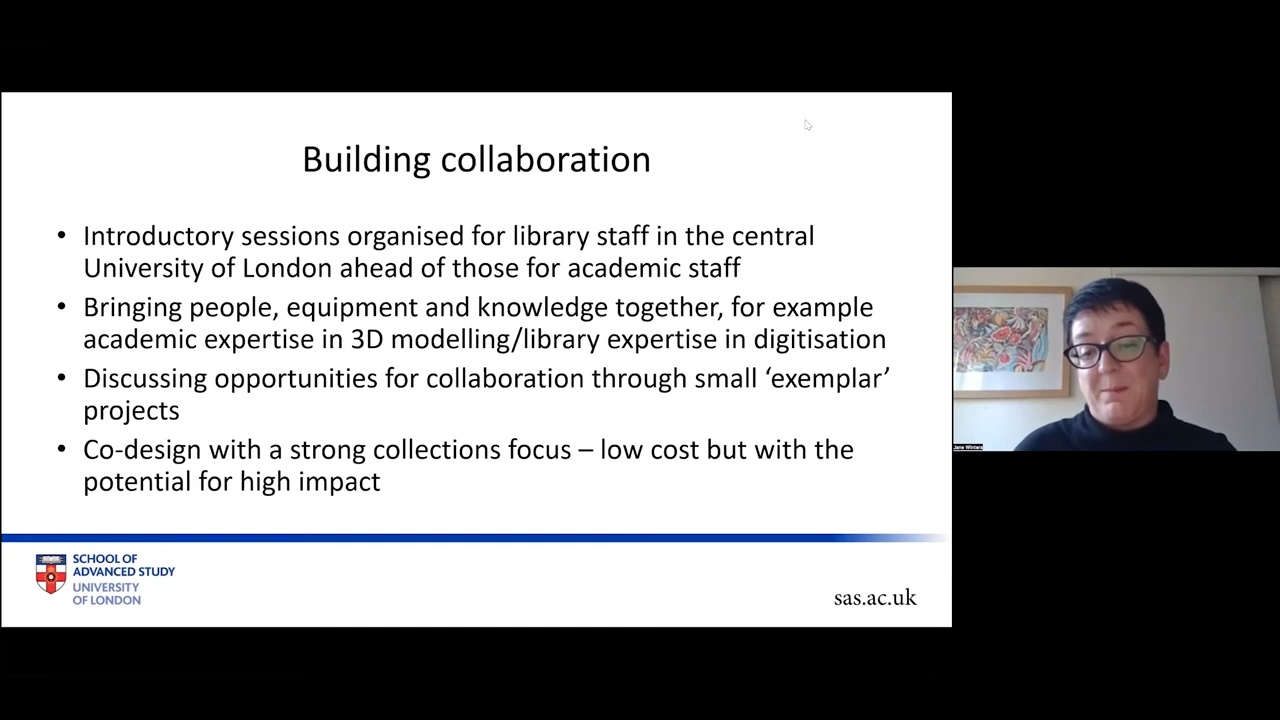 Building collaboration
• Introductory sessions organised for library staff in the central
University of London ahead of those for academic staff
• Bringing people, equipment and knowledge together, for example
academic expertise in 3D modelling/library expertise in digitisation
• Discussing opportunities for collaboration through small ‘exemplar’
projects
• Co-design with a strong collections focus – low cost but with the
potential for high impact
SCHOOL OF
ADVANCED STUDY
UNIVERSITY
OF LONDON
sas.ac.uk
Jane Winters